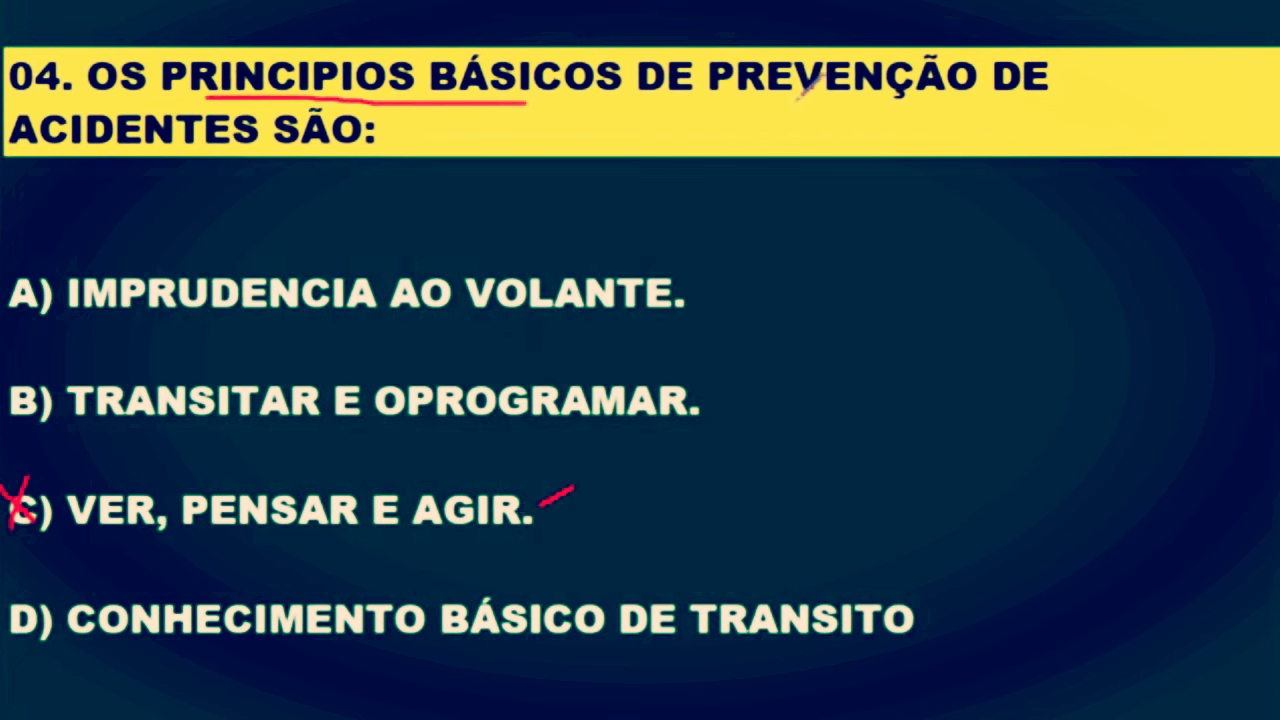 04. OS PRINCIPIOS BÁSICOS DE PREVENÇÃO DE
ACIDENTES SÃO:
A) IMPRUDENCIA AO VOLANTE.
B) TRANSITAR E OPROGRAMAR.
C) VER, PENSAR E AGIR.
D) CONHECIMENTO BÁSICO DE TRANSITO